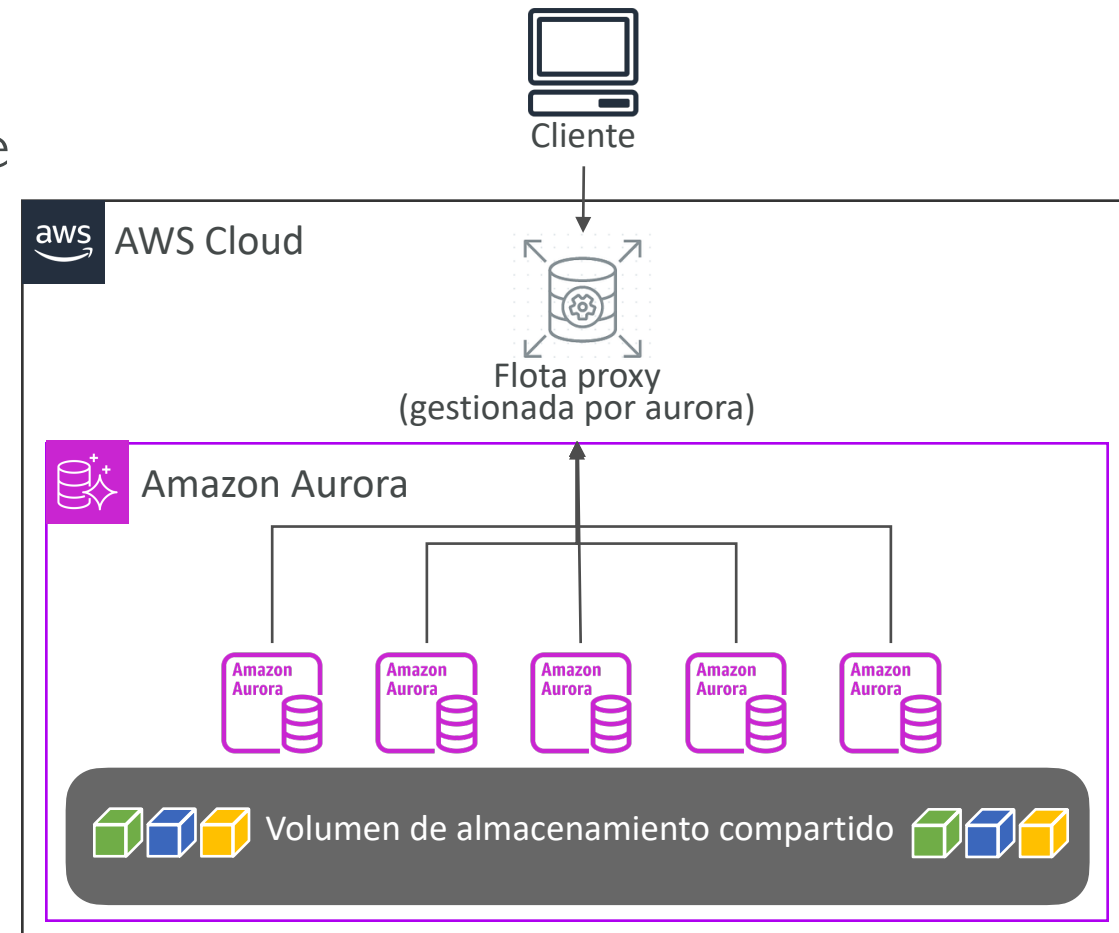 Cliente
e
aws
AWS Cloud
Flota proxy
(gestionada por aurora)
Amazon Aurora
Amazon
Aurora
Amazon
Aurora
Amazon
Aurora
Amazon
Aurora
Amazon
Aurora
Volumen de almacenamiento compartido